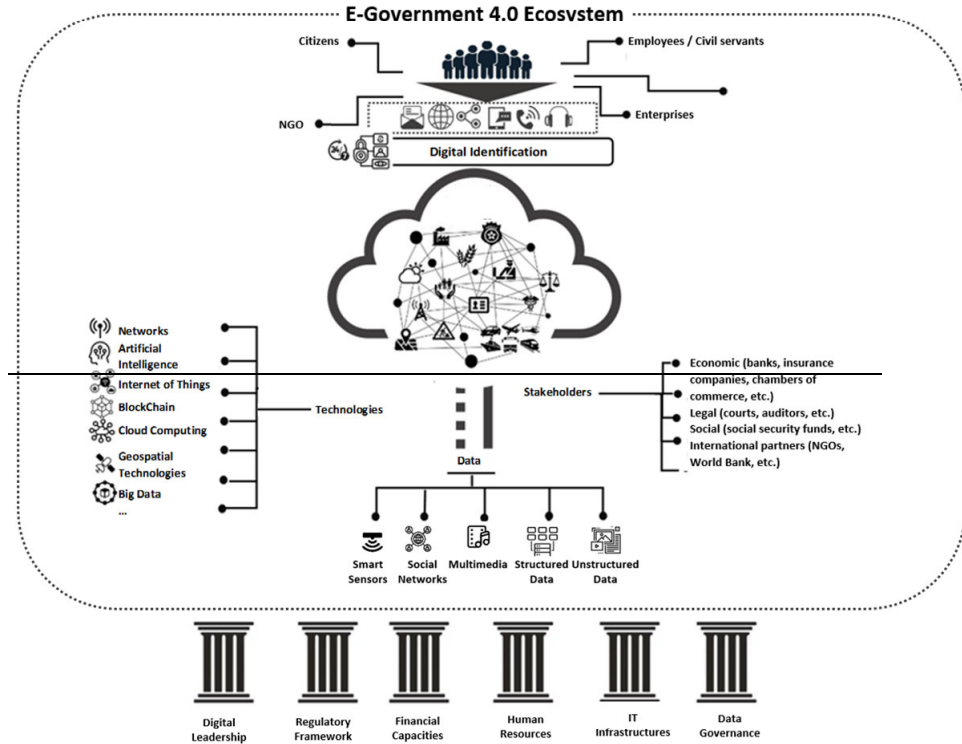 E-Government 4.0 Ecosystem
Citizens
Employees / Civil servants
NGO
Enterprises
Digital Identification
Networks
Artificial
Intelligence
Internet of Things
BlockChain
Cloud Computing
Geospatial
Technologies
Big Data
...
Technologies
Stakeholders
Economic (banks, insurance
companies, chambers of
commerce, etc.)
Legal (courts, auditors, etc.)
Social (social security funds, etc.)
International partners (NGOs,
World Bank, etc.)
Data
Smart
Sensors
Social
Networks
Multimedia
Structured
Data
Unstructured
Data
Digital
Leadership
Regulatory
Framework
Financial
Capacities
Human
Resources
IT
Infrastructures
Data
Governance